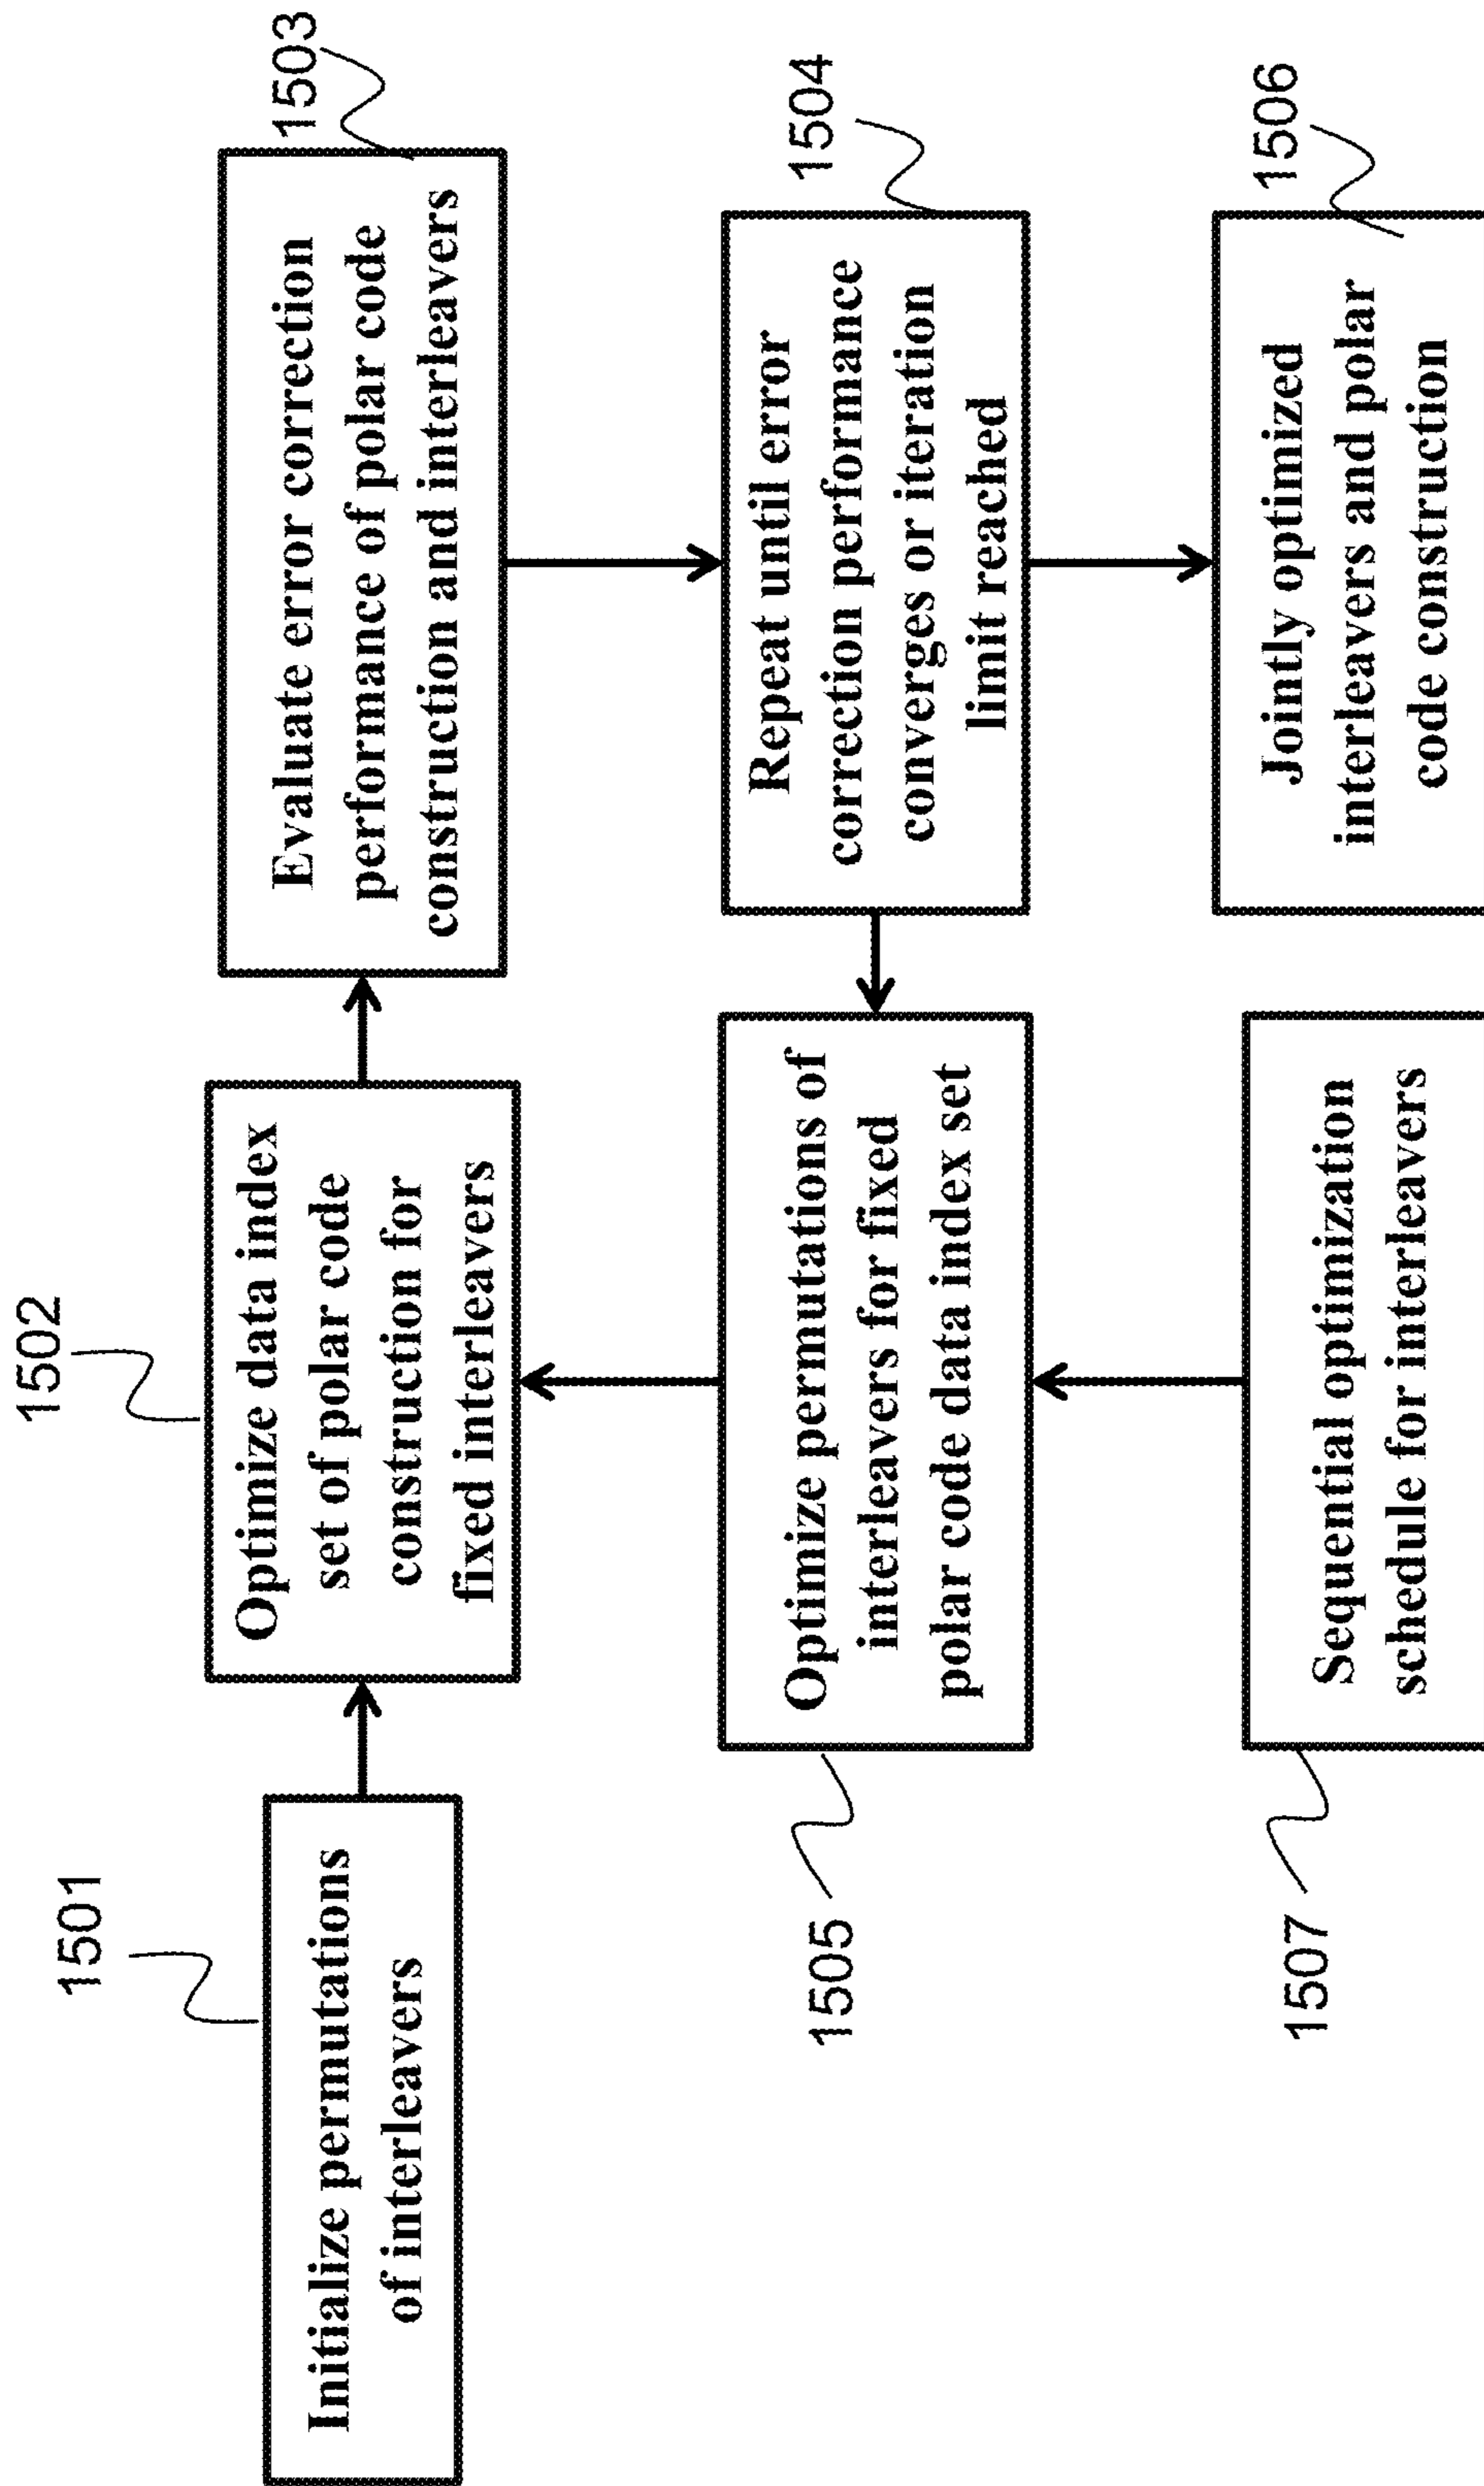 1501
Initialize permutations
of interleavers
1502
Optimize data index
set of polar code
construction for
fixed interleavers
1503
Evaluate error correction
performance of polar code
construction and interleavers
1504
Repeat until error
correction performance
converges or iteration
limit reached
1505
Optimize permutations of
interleavers for fixed
polar code data index set
1506
Jointly optimized
interleavers and polar
code construction
1507
Sequential optimization
schedule for interleavers